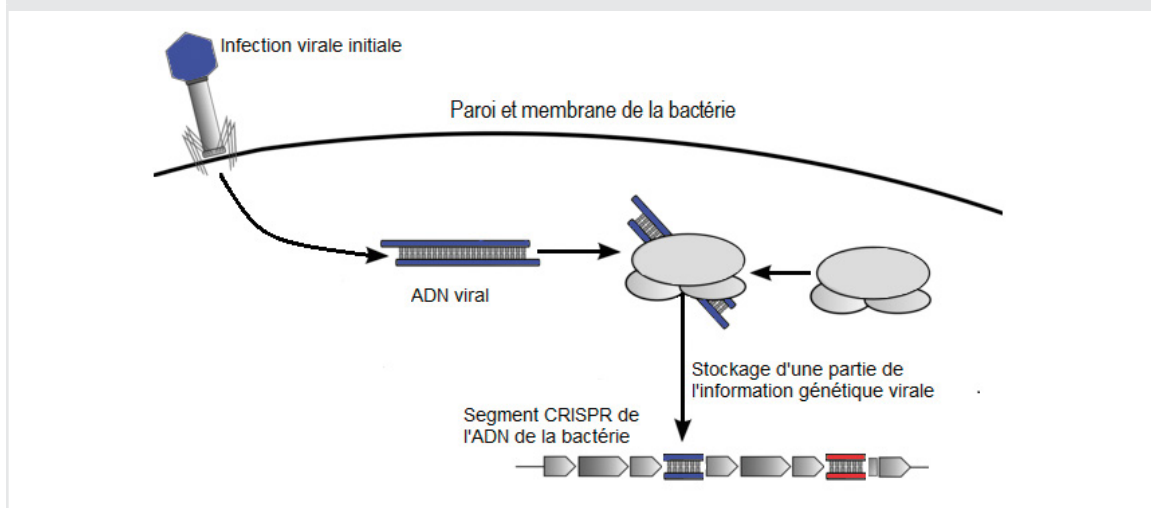 Infection virale initiale
Paroi et membrane de la bactérie
ADN viral
Stockage d'une partie de
l'information génétique virale
Segment CRISPR de
l'ADN de la bactérie